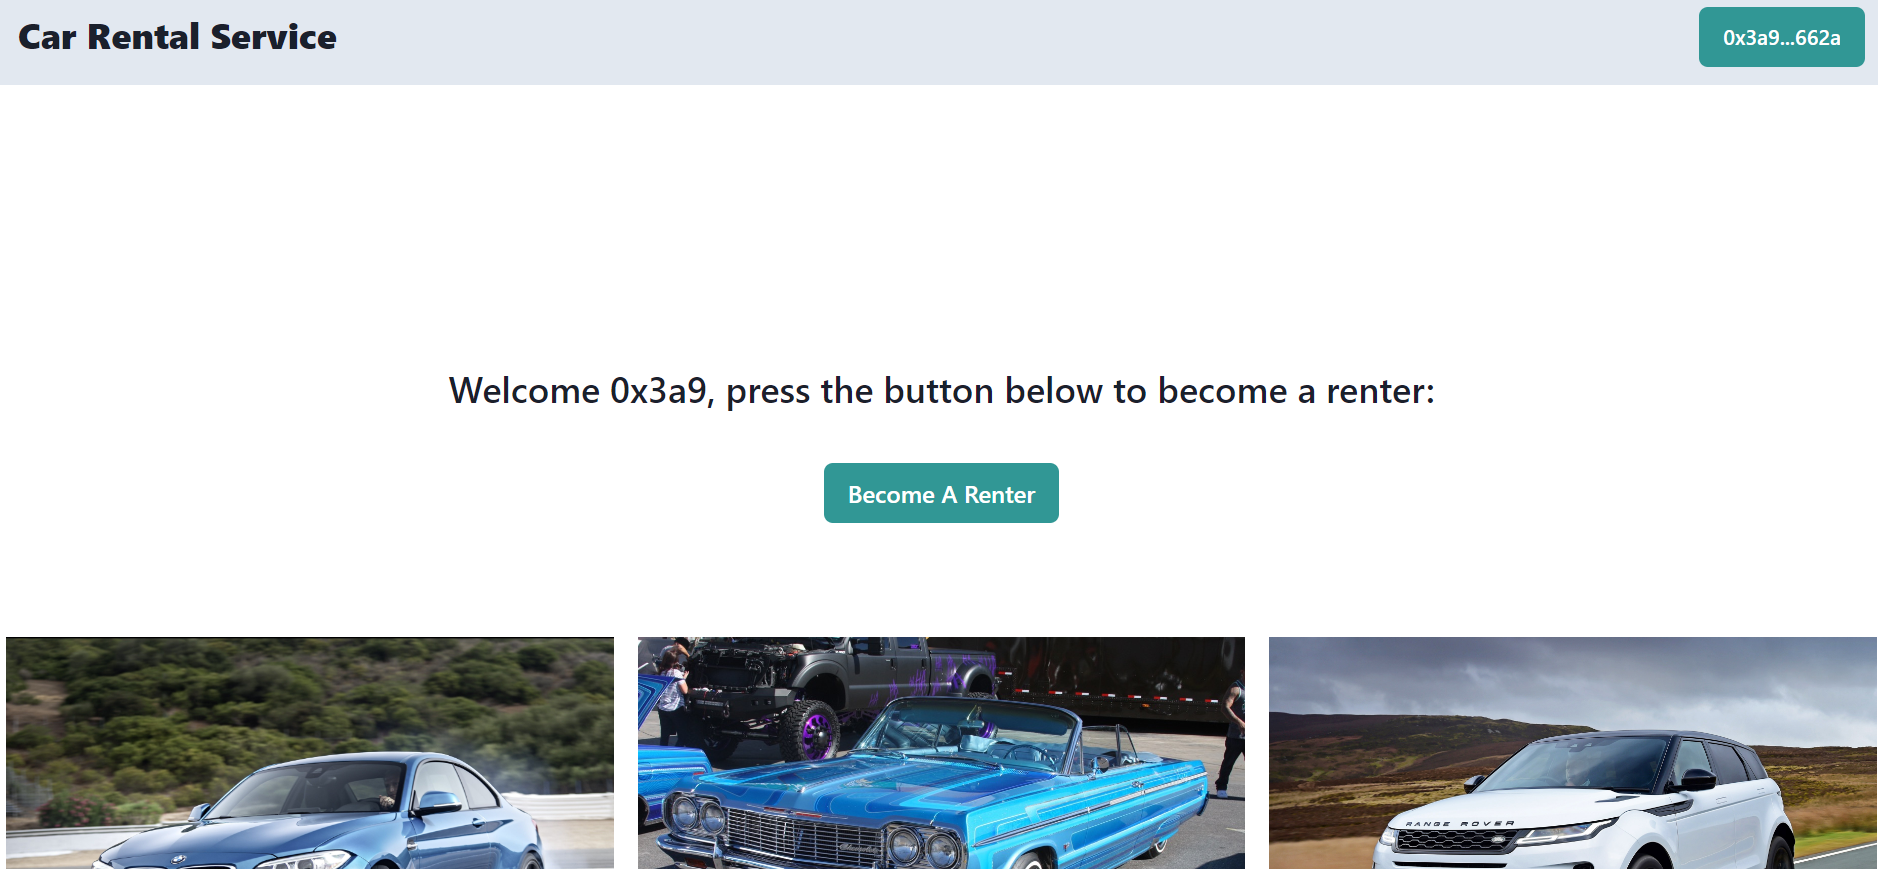 Car Rental Service
0x3a9...662a
Welcome 0x3a9, press the button below to become a renter:
Become A Renter
RANGE ROVER